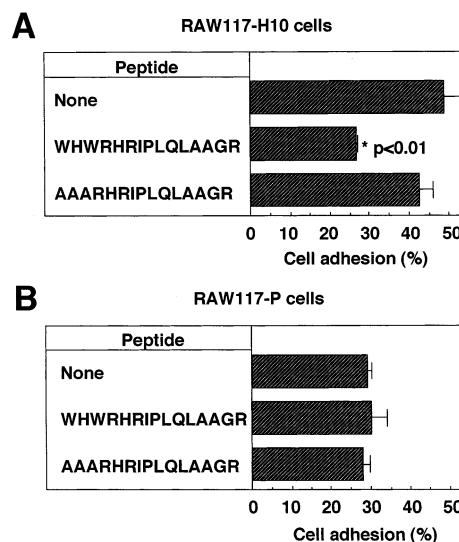 A
RAW117-H10 cells
Peptide
None
WHWRHRIPLQLAAGR
* p<0.01
AAARHRIPLQLAAGR
0 10 20 30 40 50
Cell adhesion (%)
B
RAW117-P cells
Peptide
None
WHWRHRIPLQLAAGR
AAARHRIPLQLAAGR
0 10 20 30 40 50
Cell adhesion (%)